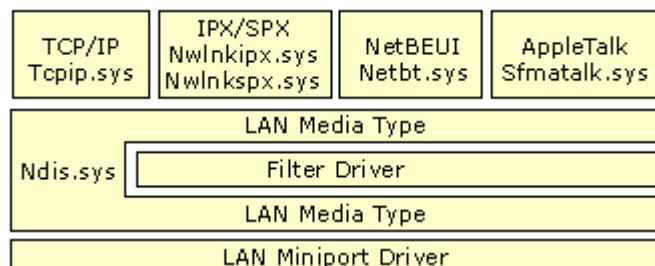 TCP/IP
Tcpip.sys
IPX/SPX
Nwlnkipx.sys
Nwlnkspx.sys
NetBEUI
Netbt.sys
AppleTalk
Sfmatalk.sys
LAN Media Type
Ndis.sys
Filter Driver
LAN Media Type
LAN Miniport Driver